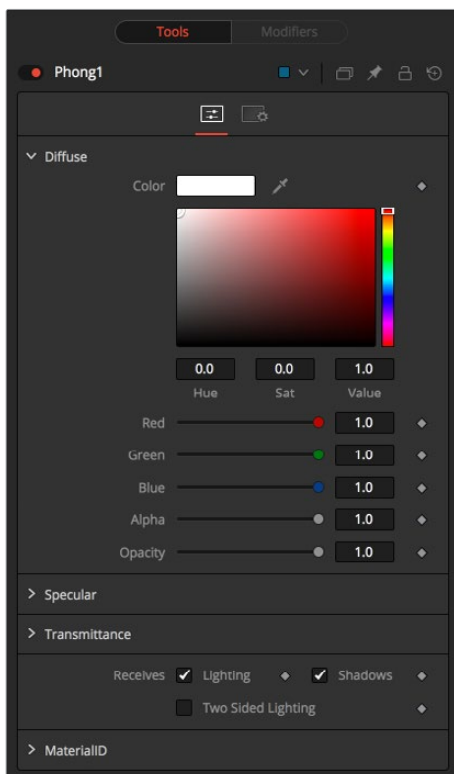 Tools Modifiers
Phong1
Diffuse
Color
0.0 0.0 1.0
Hue Sat Value
Red 1.0
Green 1.0
Blue 1.0
Alpha 1.0
Opacity 1.0
Specular
Transmittance
Receives Lighting Shadows
Two Sided Lighting
MaterialID